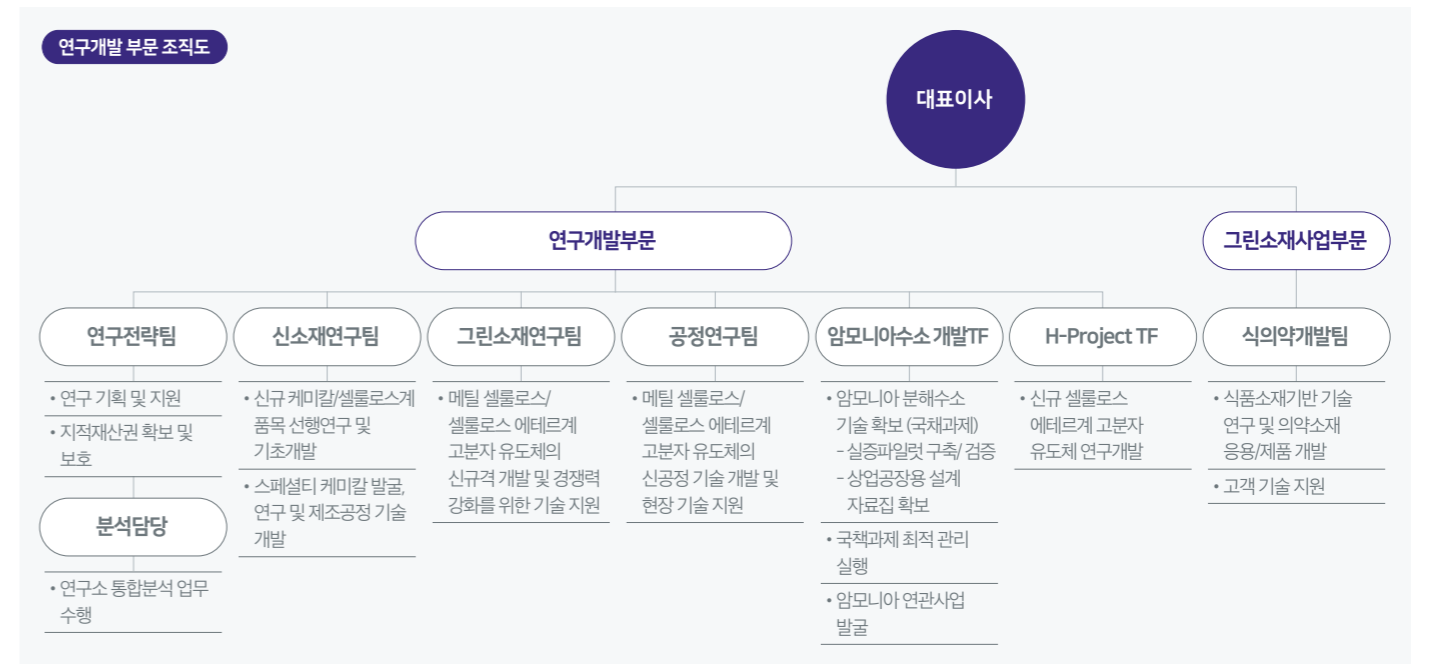 연구개발 부문 조직도
대표이사
연구개발부문
그린소재사업부문
연구전략팀
• 연구 기획 및 지원
• 지적재산권 확보 및
보호
분석담당
• 연구소 통합분석 업무
수행
신소재연구팀
• 신규 케미칼/셀룰로스계
품목 선행연구 및
기초개발
• 스페셜티 케미칼 발굴,
연구 및 제조공정 기술
개발
그린소재연구팀
• 메틸 셀룰로스/
셀룰로스 에테르계
고분자 유도체의
신규격 개발 및 경쟁력
강화를 위한 기술 지원
공정연구팀
• 메틸 셀룰로스/
셀룰로스 에테르계
고분자 유도체의
신공정 기술 개발 및
현장 기술 지원
암모니아수소 개발TF
• 암모니아 분해수소
기술 확보 (국채과제)
- 실증파일럿 구축/ 검증
- 상업공장용 설계
자료집 확보
• 국책과제 최적 관리
실행
• 암모니아 연관사업
발굴
H-Project TF
• 신규 셀룰로스
에테르계 고분자
유도체 연구개발
식의약개발팀
• 식품소재기반 기술
연구 및 의약소재
응용/제품 개발
• 고객 기술 지원